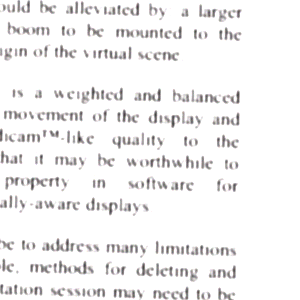 ould be alleviated by a larger
boom to be mounted to the
igin of the virtual scene
is a weighted and balanced
movement of the display and
dicam™-like quality to the
hat it may be worthwhile to
property in software for
ally-aware displays
be to address many limitations
le, methods for deleting and
tation session may need to be